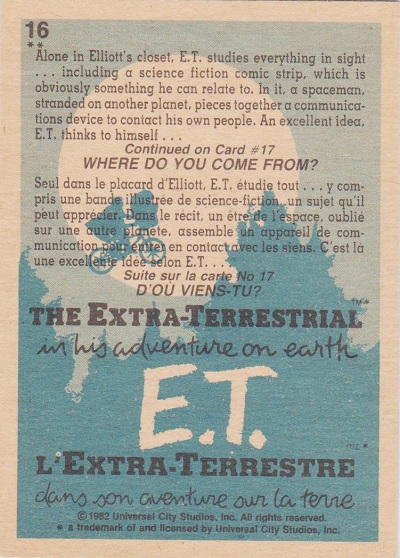 16
**
Alone in Elliott's closet, E.T. studies everything in sight
. . . including a science fiction comic strip, which is
obviously something he can relate to. In it, a spaceman,
stranded on another planet, pieces together a communica-
tions device to contact his own people. An excellent idea,
E.T. thinks to himself . . .
Continued on Card #17
WHERE DO YOU COME FROM?
Seul dans le placard d'Elliott, E.T. étudie tout . . . y com-
pris une bande illustrée de science-fiction, un sujet qu'il
peut apprécier. Dans le récit, un être de l'espace, oublié
sur une autre planète, assemble un appareil de com-
munication pour entrer en contact avec les siens. C'est là
une excellente idée selon E.T. . . .
Suite sur la carte No 17
D'OU VIENS-TU?
THE EXTRA-TERRESTRIAL
TM*
in his adventure on earth
E.T.
MC *
L'EXTRA-TERRESTRE
dans son aventure sur la terre
© 1982 Universal City Studios, Inc. All rights reserved.
* a trademark of and licensed by Universal City Studios, Inc.